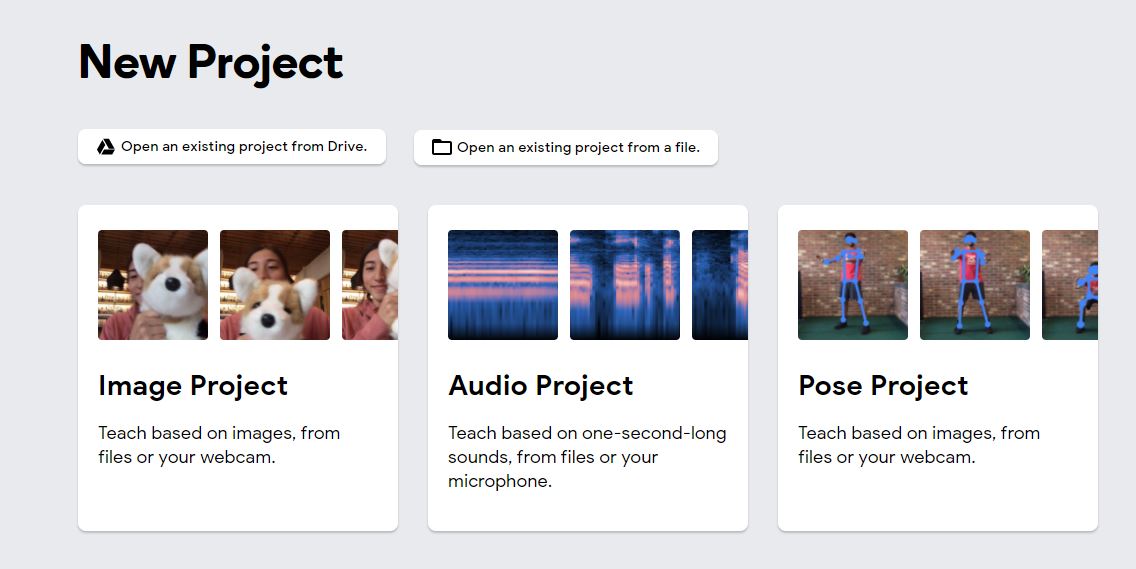 New Project
Open an existing project from Drive.
Open an existing project from a file.
Image Project
Teach based on images, from
files or your webcam.
Audio Project
Teach based on one-second-long
sounds, from files or your
microphone.
Pose Project
Teach based on images, from
files or your webcam.